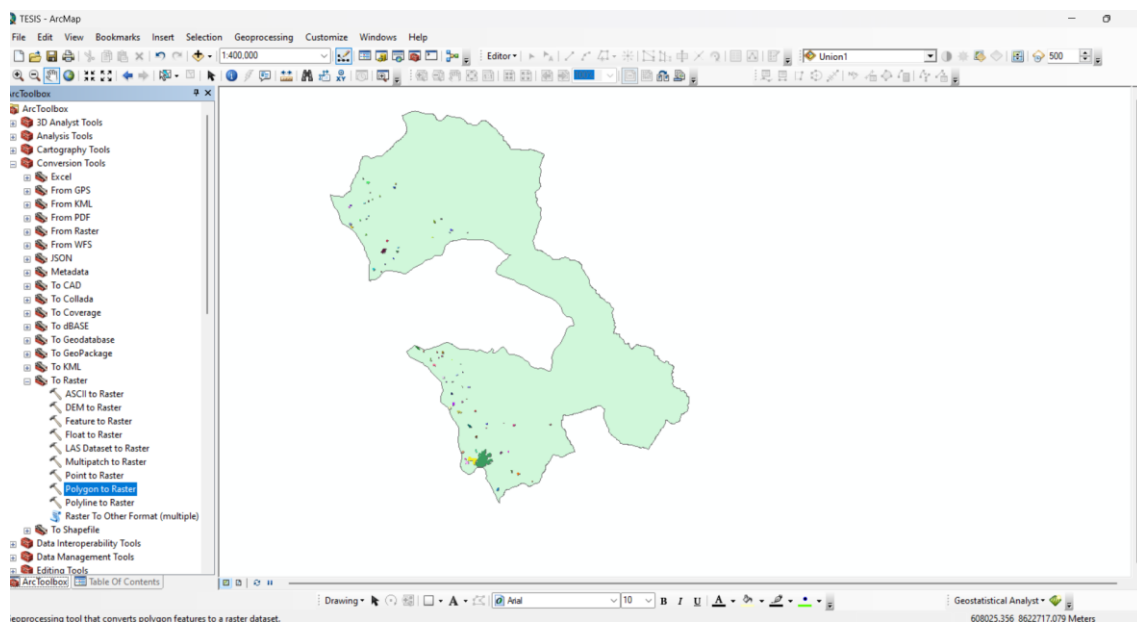 TESIS - ArcMap
File Edit View Bookmarks Insert Selection Geoprocessing Customize Windows Help
1:400,000 Editor Union1 500
ArcToolbox
ArcToolbox
3D Analyst Tools
Analysis Tools
Cartography Tools
Conversion Tools
Excel
From GPS
From KML
From PDF
From Raster
From WFS
JSON
Metadata
To CAD
To Collada
To Coverage
To dBASE
To Geodatabase
To GeoPackage
To KML
To Raster
ASCII to Raster
DEM to Raster
Feature to Raster
Float to Raster
LAS Dataset to Raster
Multipatch to Raster
Point to Raster
Polygon to Raster
Polyline to Raster
Raster To Other Format (multiple)
To Shapefile
Data Interoperability Tools
Data Management Tools
Editing Tools
ArcToolbox Table Of Contents
Drawing A Arial 10 B I U A Geostatistical Analyst
eoprocessing tool that converts polygon features to a raster dataset. 608025.356 8622717.079 Meters